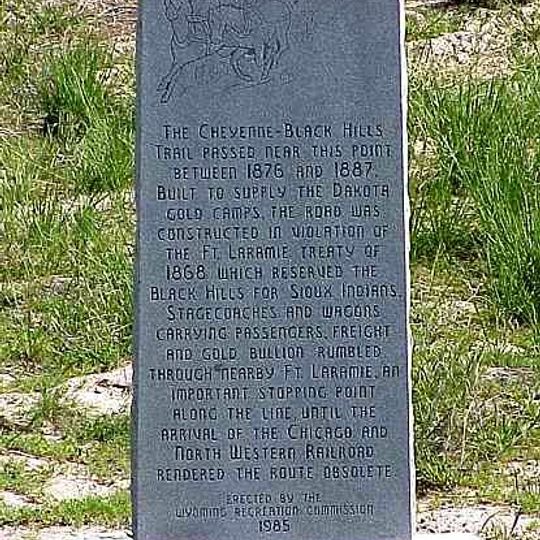 The Cheyenne-Black Hills
Trail passed near this point
between 1876 and 1887.
Built to supply the Dakota
gold camps, the road was
constructed in violation of
the Ft. Laramie Treaty of
1868 which reserved the
Black Hills for Sioux Indians.
Stagecoaches and wagons
carrying passengers, freight
and gold bullion rumbled
through nearby Ft. Laramie, an
important stopping point
along the line until the
arrival of the Chicago and
North Western Railroad
rendered the route obsolete.
Erected by the
Wyoming Recreation Commission
1985